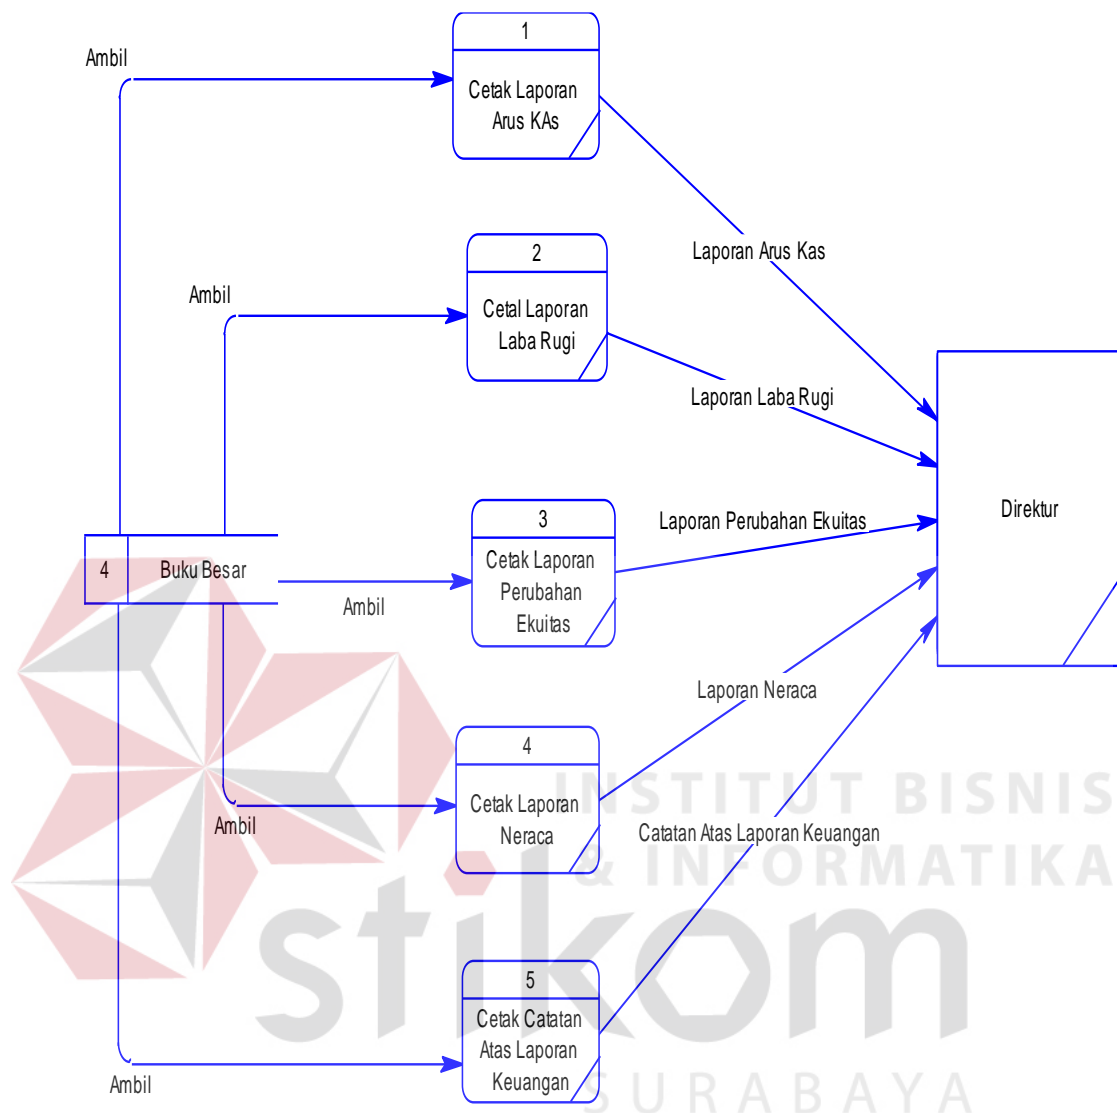 1
Ambil
Cetak Laporan
Arus KAs
2
Laporan Arus Kas
Ambil
Cetal Laporan
Laba Rugi
Laporan Laba Rugi
3
Direktur
Laporan Perubahan Ekuitas
4
Buku Besar
Cetak Laporan
Perubahan
Ekuitas
Ambil
Laporan Neraca
4
INSTITUT BISNIS
Cetak Laporan
Neraca
Ambil
Catatan Atas Laporan Keuangan
& INFORMATIKA
stikom
5
Cetak Catatan
Atas Laporan
Keuangan
Ambil
SURABAYA